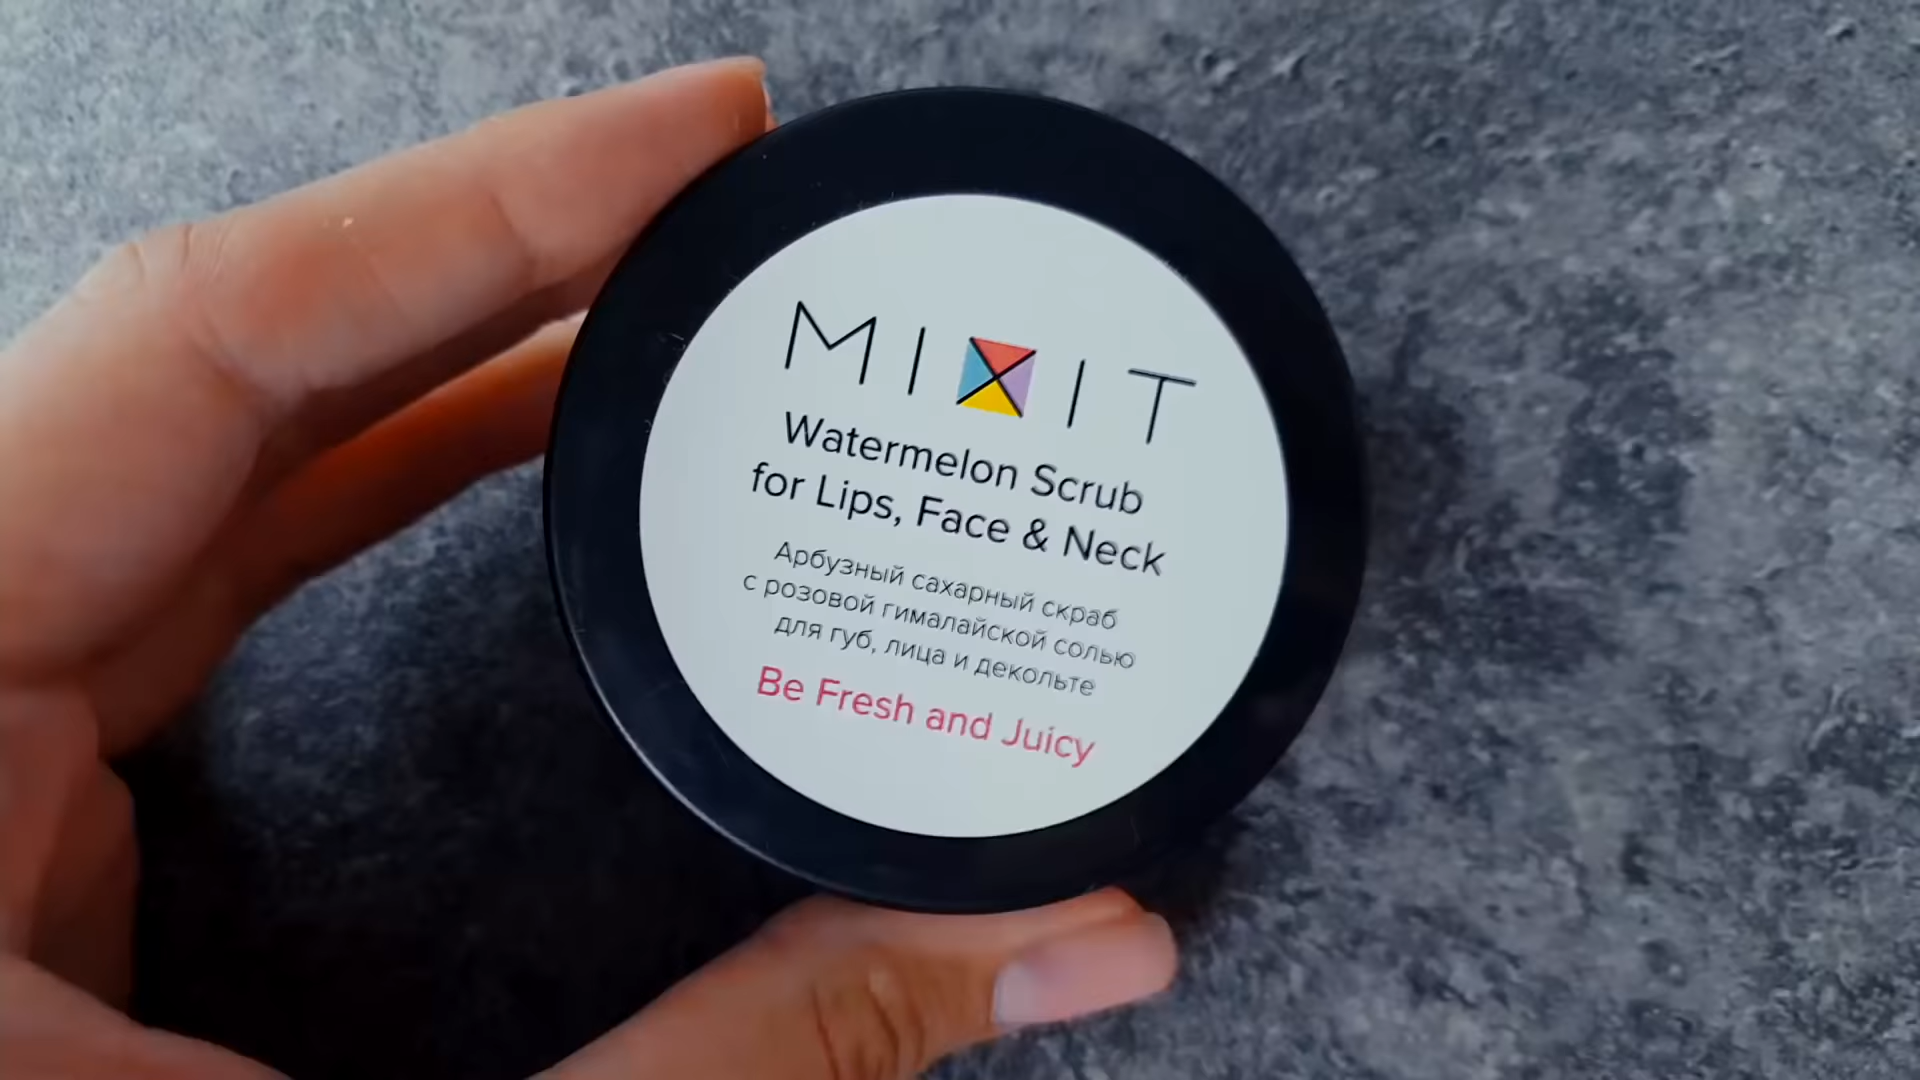 MIXIT
Watermelon Scrub
for Lips, Face & Neck
Арбузный сахарный скраб
с розовой гималайской солью
для губ, лица и декольте
Be Fresh and Juicy